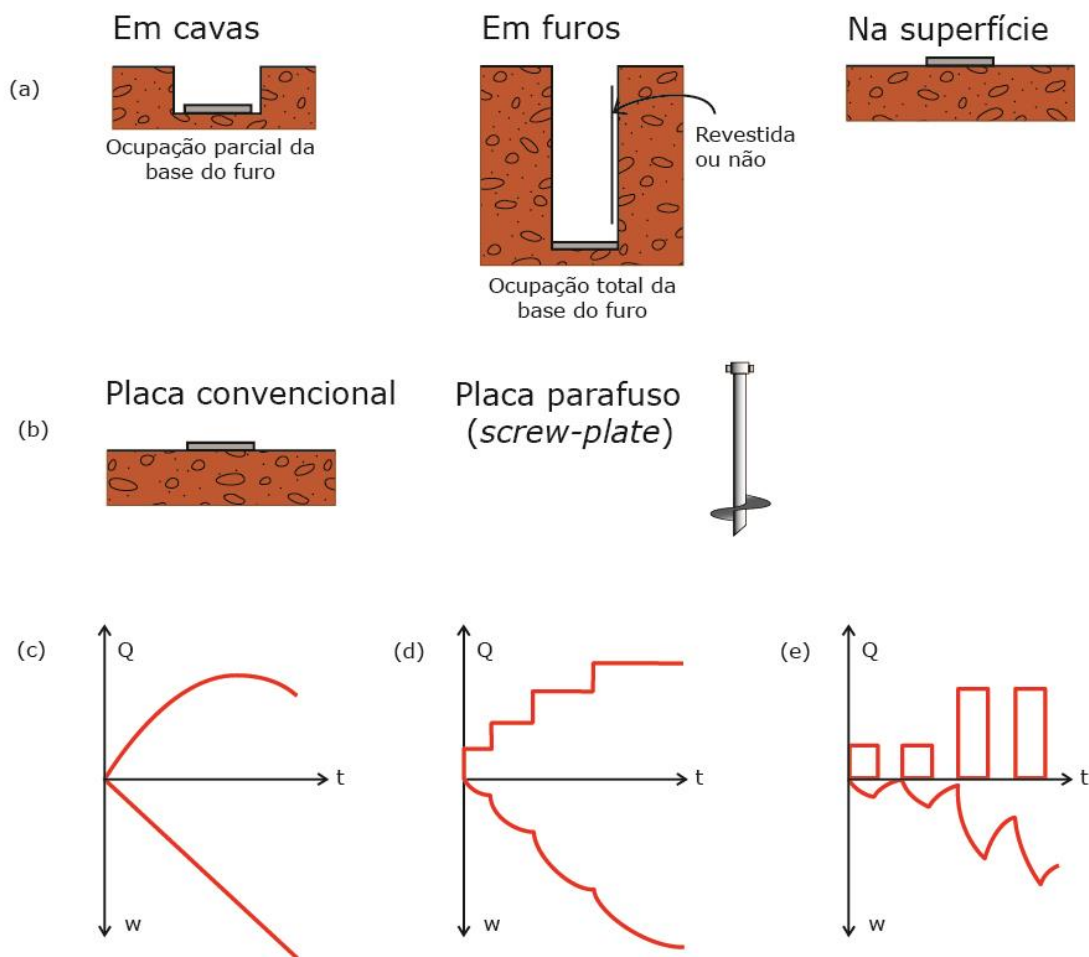 Em cavas
Em furos
Na superfície
(a)
Revestida
ou não
Ocupação parcial da
base do furo
Ocupação total da
base do furo
Placa convencional
Placa parafuso
(screw-plate)
(b)
(c)
Q
t
w
(d)
Q
t
w
(e)
Q
t
w